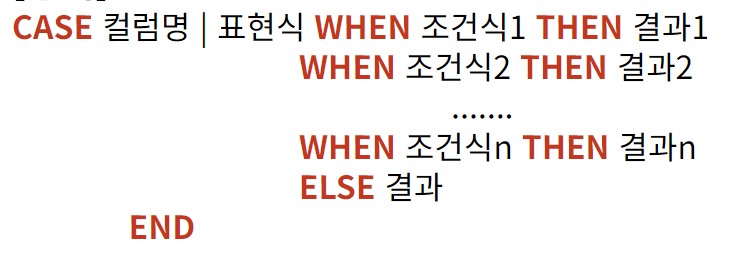 CASE 컬럼명 | 표현식 WHEN 조건식1 THEN 결과1
WHEN 조건식2 THEN 결과2
.......
WHEN 조건식n THEN 결과n
ELSE 결과
END